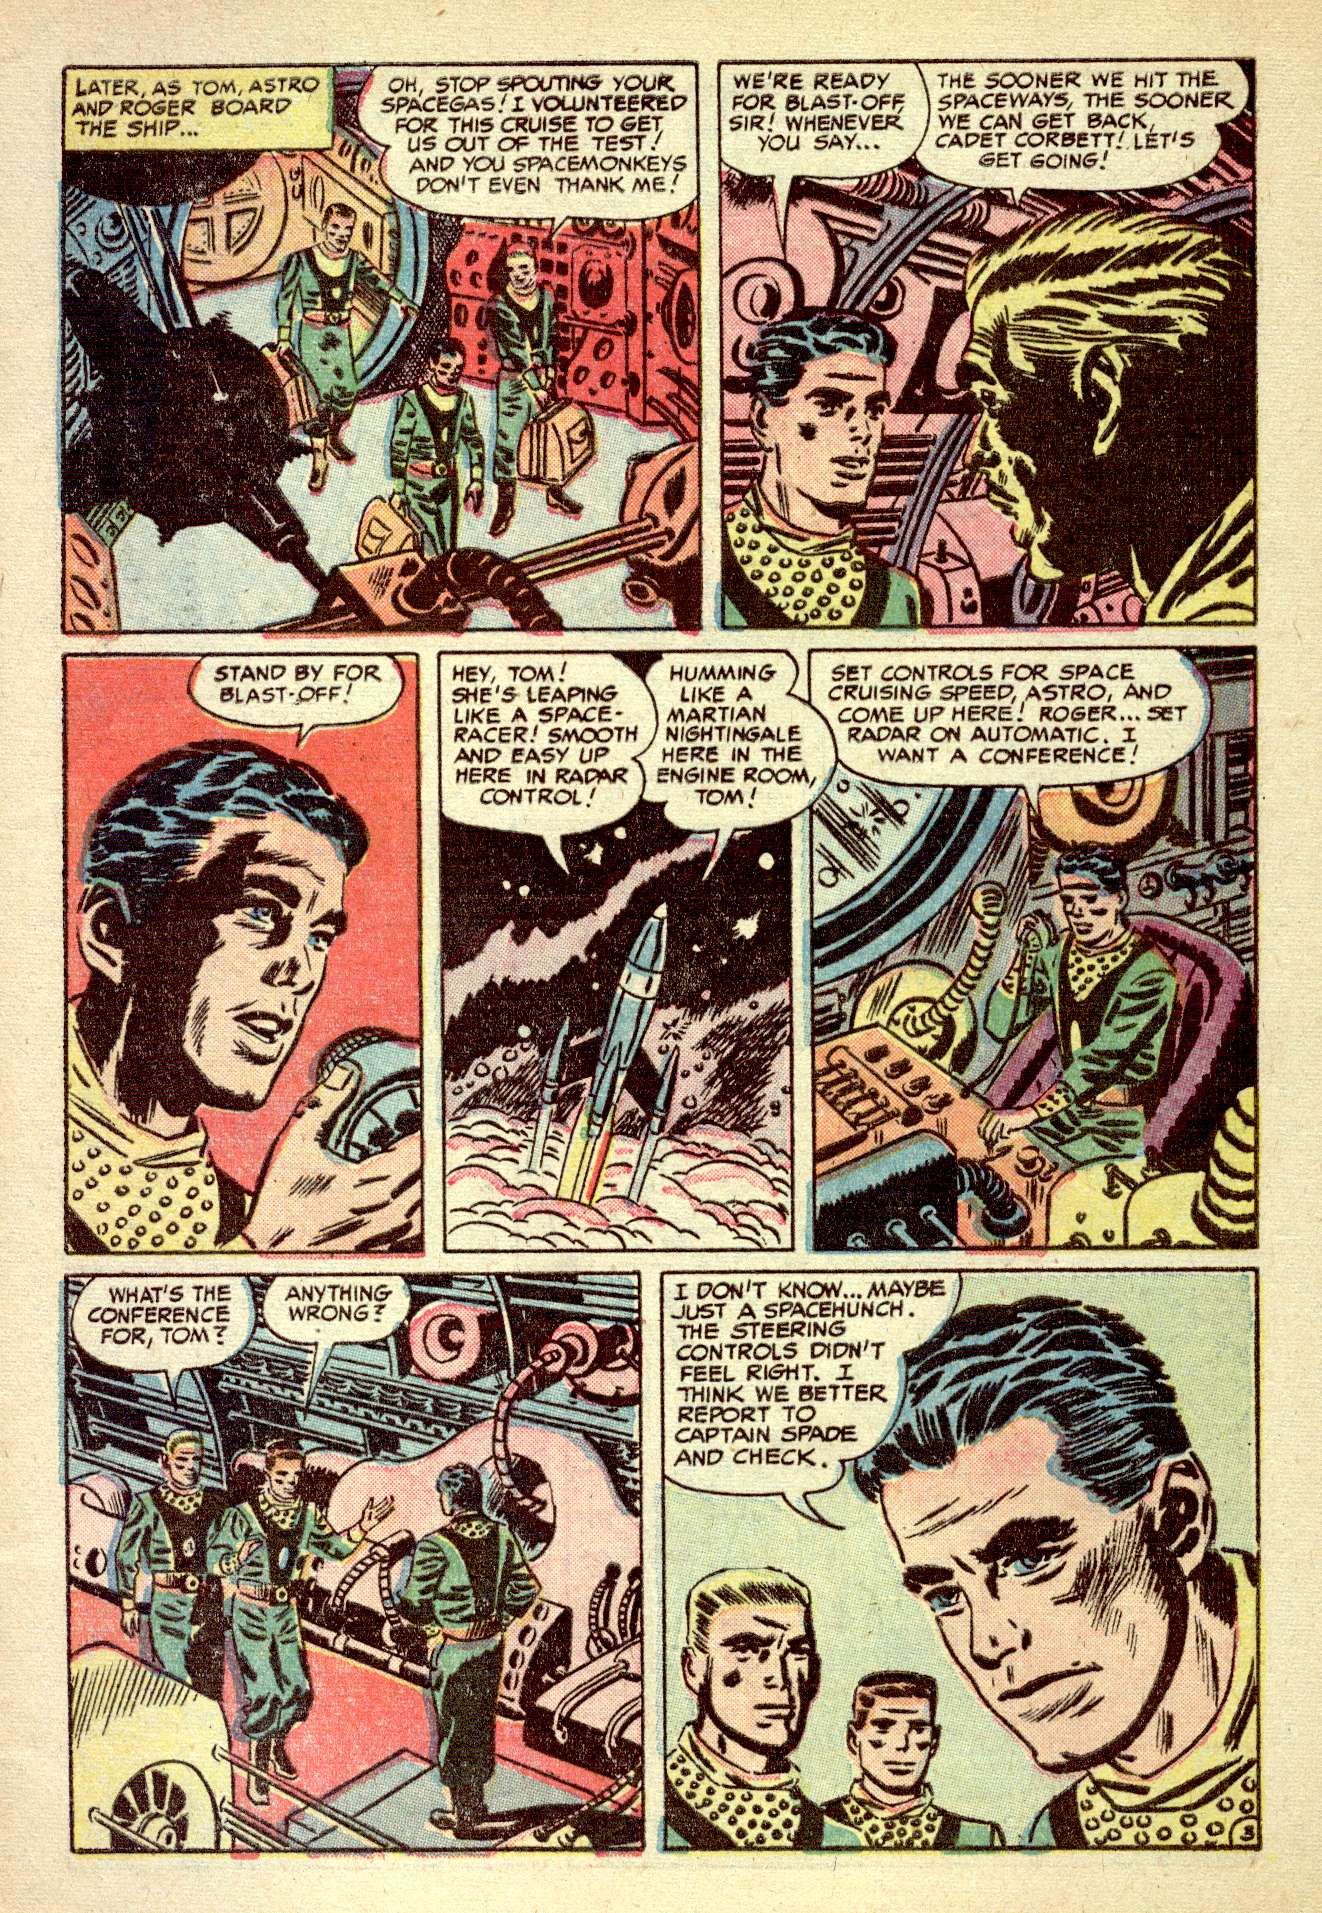 LATER, AS TOM, ASTRO
AND ROGER BOARD
THE SHIP...
OH, STOP SPOUTING YOUR
SPACEGAS! I VOLUNTEERED
FOR THIS CRUISE TO GET
US OUT OF THE TEST!
AND YOU SPACEMONKEYS
DON'T EVEN THANK ME!
WE'RE READY
FOR BLAST-OFF,
SIR! WHENEVER
YOU SAY...
THE SOONER WE HIT THE
SPACEWAYS, THE SOONER
WE CAN GET BACK,
CADET CORBETT! LET'S
GET GOING!
STAND BY FOR
BLAST-OFF!
HEY, TOM!
SHE'S LEAPING
LIKE A SPACE-
RACER! SMOOTH
AND EASY UP
HERE IN RADAR
CONTROL!
HUMMING
LIKE A
MARTIAN
NIGHTINGALE
HERE IN THE
ENGINE ROOM,
TOM!
SET CONTROLS FOR SPACE
CRUISING SPEED, ASTRO, AND
COME UP HERE! ROGER... SET
RADAR ON AUTOMATIC. I
WANT A CONFERENCE!
WHAT'S THE
CONFERENCE
FOR, TOM?
ANYTHING
WRONG?
I DON'T KNOW... MAYBE
JUST A SPACEHUNCH.
THE STEERING
CONTROLS DIDN'T
FEEL RIGHT. I
THINK WE BETTER
REPORT TO
CAPTAIN SPADE
AND CHECK.
3